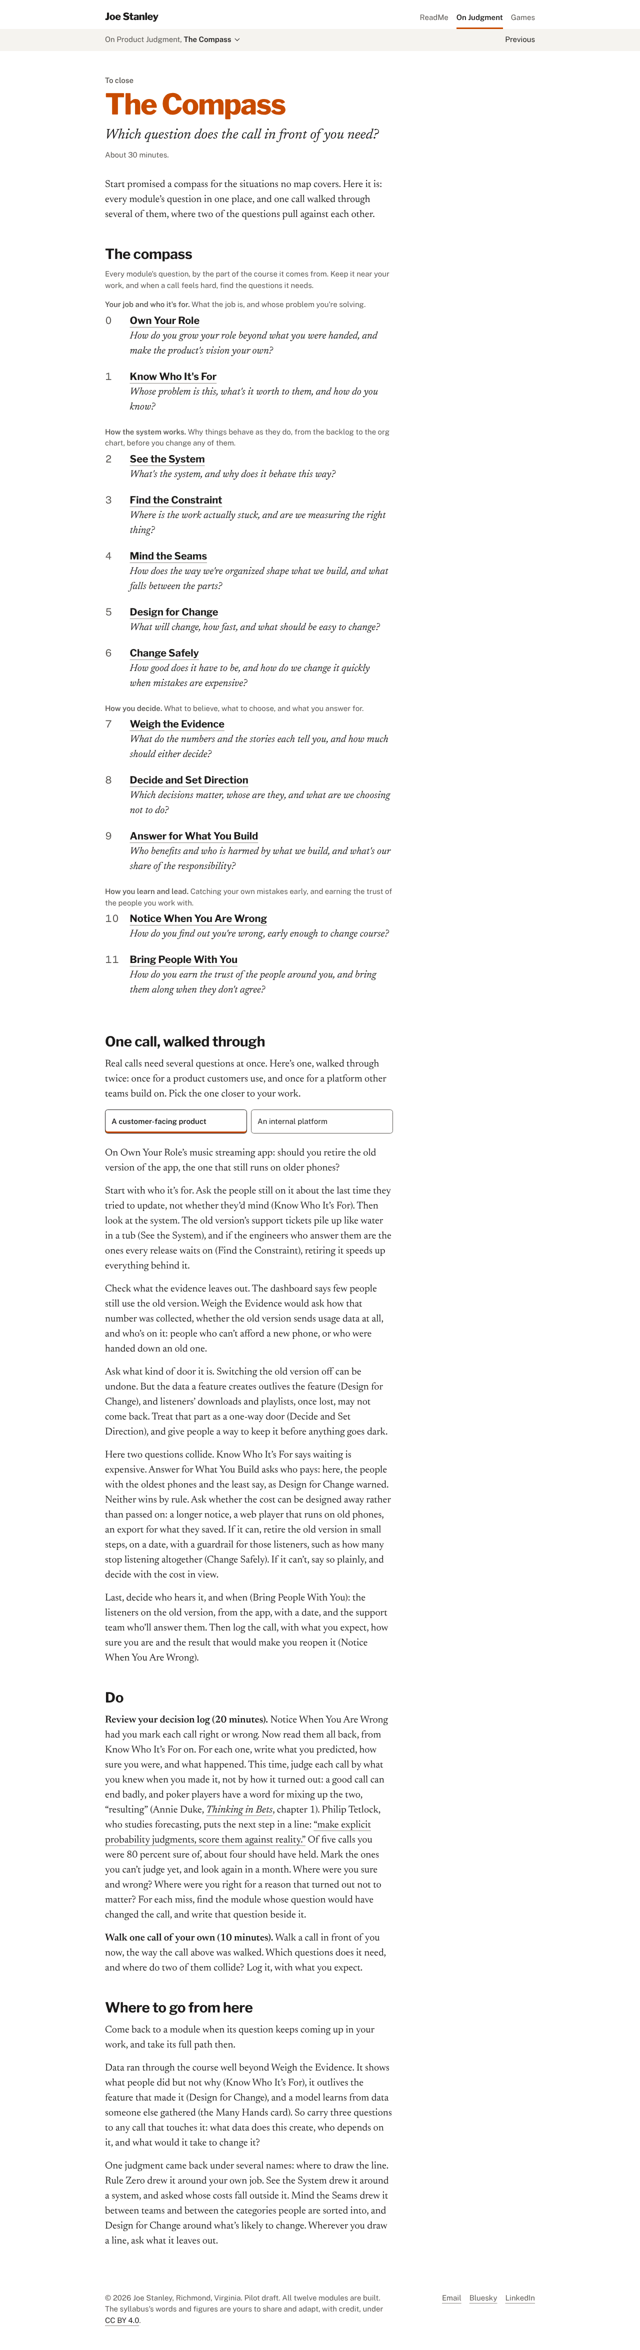 Joe Stanley
ReadMe On Judgment Games
On Product Judgment, The Compass
Previous
To close
The Compass
Which question does the call in front of you need?
About 30 minutes.
Start promised a compass for the situations no map covers. Here it is:
every module's question in one place, and one call walked through
several of them, where two of the questions pull against each other.
The compass
Every module's question, by the part of the course it comes from. Keep it near your
work, and when a call feels hard, find the questions it needs.
Your job and who it's for. What the job is, and whose problem you're solving.
0 Own Your Role
How do you grow your role beyond what you were handed, and
make the product's vision your own?
1 Know Who It's For
Whose problem is this, what's it worth to them, and how do you
know?
How the system works. Why things behave as they do, from the backlog to the org
chart, before you change any of them.
2 See the System
What's the system, and why does it behave this way?
3 Find the Constraint
Where is the work actually stuck, and are we measuring the right
thing?
4 Mind the Seams
How does the way we're organized shape what we build, and what
falls between the parts?
5 Design for Change
What will change, how fast, and what should be easy to change?
6 Change Safely
How good does it have to be, and how do we change it quickly
when mistakes are expensive?
How you decide. What to believe, what to choose, and what you answer for.
7 Weigh the Evidence
What do the numbers and the stories each tell you, and how much
should either decide?
8 Decide and Set Direction
Which decisions matter, whose are they, and what are we choosing
not to do?
9 Answer for What You Build
Who benefits and who is harmed by what we build, and what's our
share of the responsibility?
How you learn and lead. Catching your own mistakes early, and earning the trust of
the people you work with.
10 Notice When You Are Wrong
How do you find out you're wrong, early enough to change course?
11 Bring People With You
How do you earn the trust of the people around you, and bring
them along when they don't agree?
One call, walked through
Real calls need several questions at once. Here's one, walked through
twice: once for a product customers use, and once for a platform other
teams build on. Pick the one closer to your work.
A customer-facing product
An internal platform
On Own Your Role's music streaming app: should you retire the old
version of the app, the one that still runs on older phones?
Start with who it's for. Ask the people still on it about the last time they
tried to update, not whether they'd mind (Know Who It's For). Then
look at the system. The old version's support tickets pile up like water
in a tub (See the System), and if the engineers who answer them are the
ones every release waits on (Find the Constraint), retiring it speeds up
everything behind it.
Check what the evidence leaves out. The dashboard says few people
still use the old version. Weigh the Evidence would ask how that
number was collected, whether the old version sends usage data at all,
and who's on it: people who can't afford a new phone, or who were
handed down an old one.
Ask what kind of door it is. Switching the old version off can be
undone. But the data a feature creates outlives the feature (Design for
Change), and listeners' downloads and playlists, once lost, may not
come back. Treat that part as a one-way door (Decide and Set
Direction), and give people a way to keep it before anything goes dark.
Here two questions collide. Know Who It's For says waiting is
expensive. Answer for What You Build asks who pays: here, the people
with the oldest phones and the least say, as Design for Change warned.
Neither wins by rule. Ask whether the cost can be designed away rather
than passed on: a longer notice, a web player that runs on old phones,
an export for what they saved. If it can, retire the old version in small
steps, on a date, with a guardrail for those listeners, such as how many
stop listening altogether (Change Safely). If it can't, say so plainly, and
decide with the cost in view.
Last, decide who hears it, and when (Bring People With You): the
listeners on the old version, from the app, with a date, and the support
team who'll answer them. Then log the call, with what you expect, how
sure you are and the result that would make you reopen it (Notice
When You Are Wrong).
Do
Review your decision log (20 minutes). Notice When You Are Wrong
had you mark each call right or wrong. Now read them all back, from
Know Who It's For on. For each one, write what you predicted, how
sure you were, and what happened. This time, judge each call by what
you knew when you made it, not by how it turned out: a good call can
end badly, and poker players have a word for mixing up the two,
“resulting” (Annie Duke, Thinking in Bets, chapter 1). Philip Tetlock,
who studies forecasting, puts the next step in a line: “make explicit
probability judgments, score them against reality.” Of five calls you
were 80 percent sure of, about four should have held. Mark the ones
you can't judge yet, and look again in a month. Where were you sure
and wrong? Where were you right for a reason that turned out not to
matter? For each miss, find the module whose question would have
changed the call, and write that question beside it.
Walk one call of your own (10 minutes). Walk a call in front of you
now, the way the call above was walked. Which questions does it need,
and where do two of them collide? Log it, with what you expect.
Where to go from here
Come back to a module when its question keeps coming up in your
work, and take its full path then.
Data ran through the course well beyond Weigh the Evidence. It shows
what people did but not why (Know Who It's For), it outlives the
feature that made it (Design for Change), and a model learns from data
someone else gathered (the Many Hands card). So carry three questions
to any call that touches it: what data does this create, who depends on
it, and what would it take to change it?
One judgment came back under several names: where to draw the line.
Rule Zero drew it around your own job. See the System drew it around
a system, and asked whose costs fall outside it. Mind the Seams drew it
between teams and between the categories people are sorted into, and
Design for Change around what's likely to change. Wherever you draw
a line, ask what it leaves out.
© 2026 Joe Stanley, Richmond, Virginia. Pilot draft. All twelve modules are built.
The syllabus's words and figures are yours to share and adapt, with credit, under
CC BY 4.0.
Email Bluesky LinkedIn